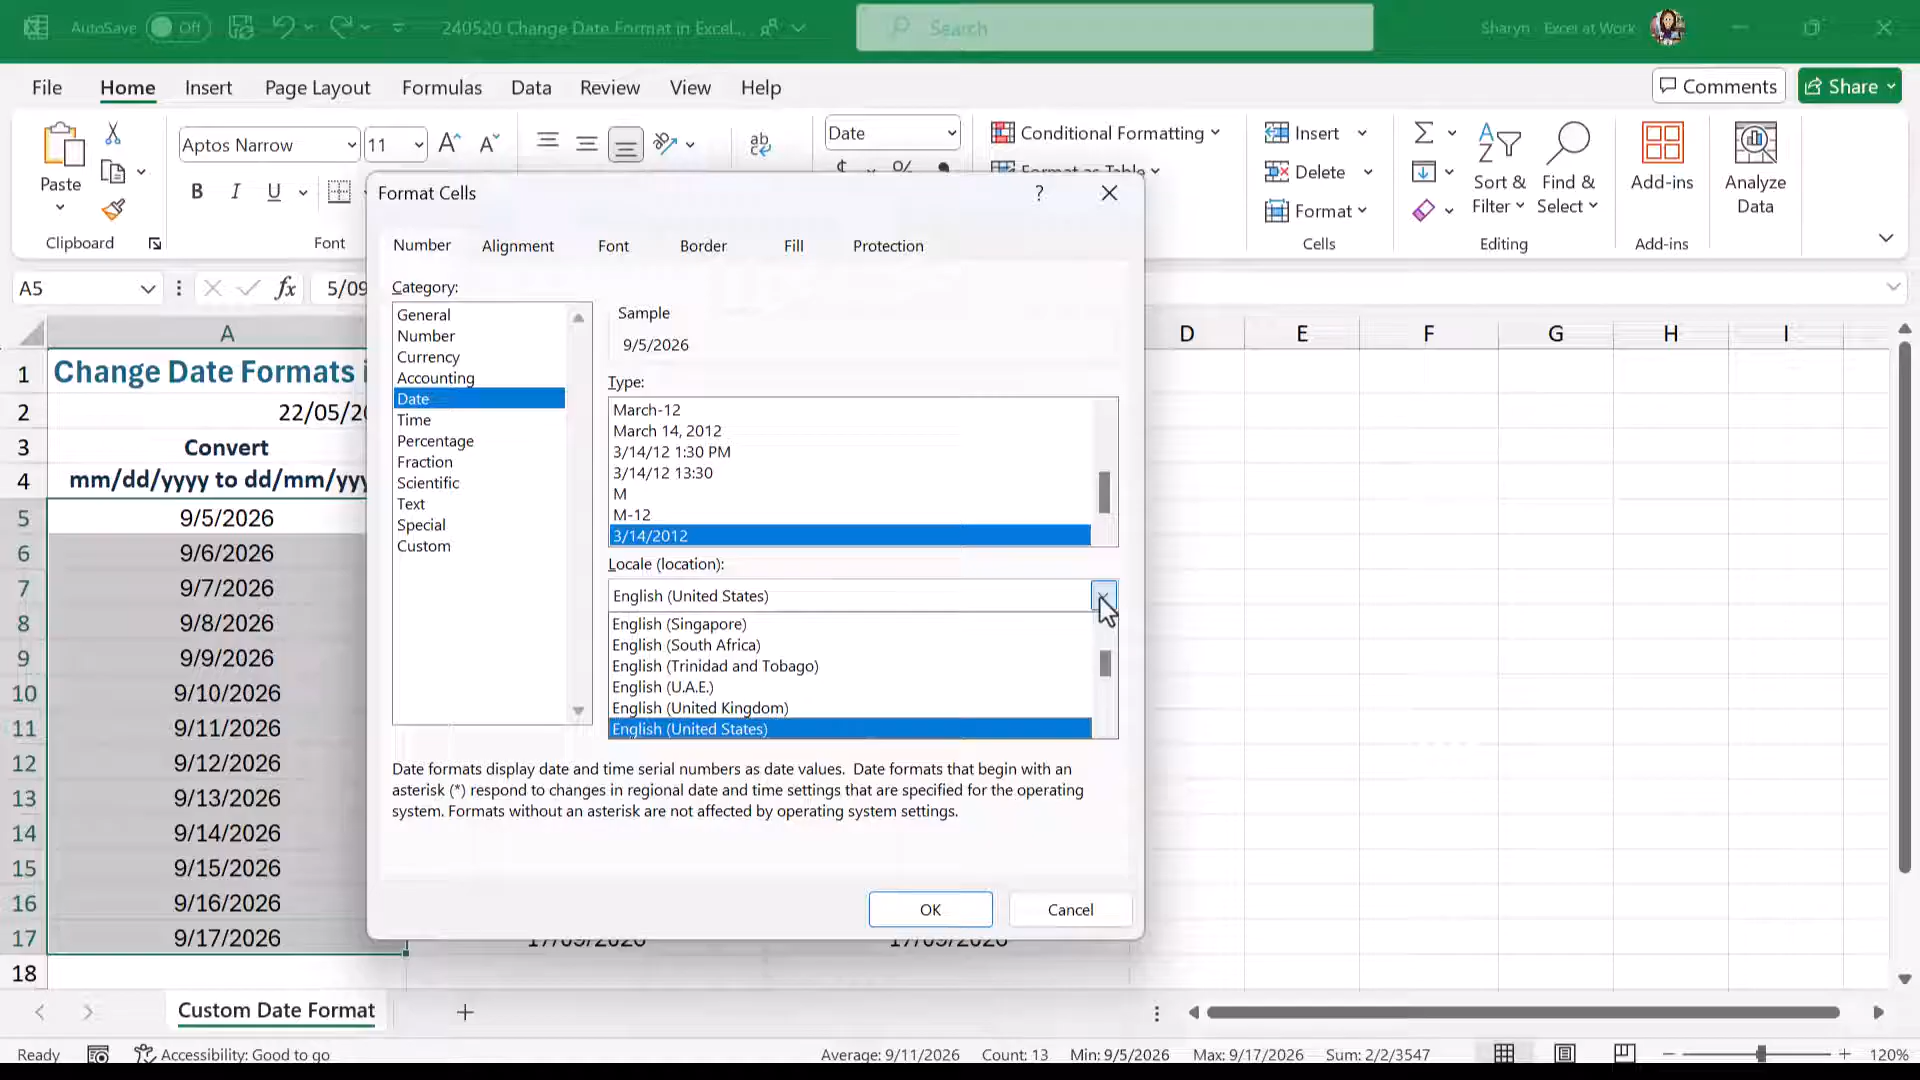 AutoSave Off 240520 Change Date Format in Excel... Search Sharyn - Excel at Work
File Home Insert Page Layout Formulas Data Review View Help Comments Share
Paste
Clipboard
Aptos Narrow 11
B I U
Font
ab
Date
$ %
Conditional Formatting
Format as Table
Insert
Delete
Format
Cells
Sort & Filter
Find & Select
Editing
Add-ins
Add-ins
Analyze Data
A5 fx 5/09
A D E F G H I
1 Change Date Formats i
2 22/05/20
3 Convert
4 mm/dd/yyyy to dd/mm/yyy
5 9/5/2026
6 9/6/2026
7 9/7/2026
8 9/8/2026
9 9/9/2026
10 9/10/2026
11 9/11/2026
12 9/12/2026
13 9/13/2026
14 9/14/2026
15 9/15/2026
16 9/16/2026
17 9/17/2026 17/09/2026 17/09/2026
18
Format Cells ?
Number Alignment Font Border Fill Protection
Category:
General
Number
Currency
Accounting
Date
Time
Percentage
Fraction
Scientific
Text
Special
Custom
Sample
9/5/2026
Type:
March-12
March 14, 2012
3/14/12 1:30 PM
3/14/12 13:30
M
M-12
3/14/2012
Locale (location):
English (United States)
English (Singapore)
English (South Africa)
English (Trinidad and Tobago)
English (U.A.E.)
English (United Kingdom)
English (United States)
Date formats display date and time serial numbers as date values. Date formats that begin with an
asterisk (*) respond to changes in regional date and time settings that are specified for the operating
system. Formats without an asterisk are not affected by operating system settings.
OK Cancel
Custom Date Format
Ready Accessibility: Good to go Average: 9/11/2026 Count: 13 Min: 9/5/2026 Max: 9/17/2026 Sum: 2/2/3547 120%